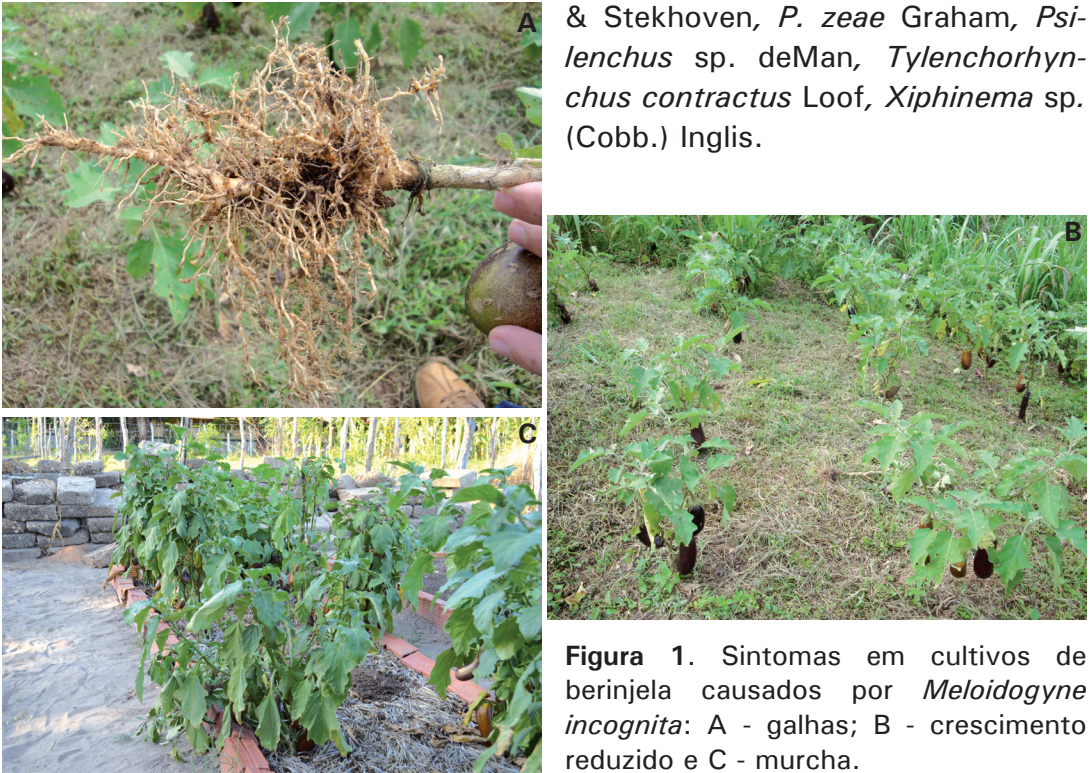 A
& Stekhoven, P. zeae Graham, Psi-
lenchus sp. deMan, Tylenchorhyn-
chus contractus Loof, Xiphinema sp.
(Cobb.) Inglis.
B
C
Figura 1. Sintomas em cultivos de
berinjela causados por Meloidogyne
incognita: A - galhas; B - crescimento
reduzido e C - murcha.